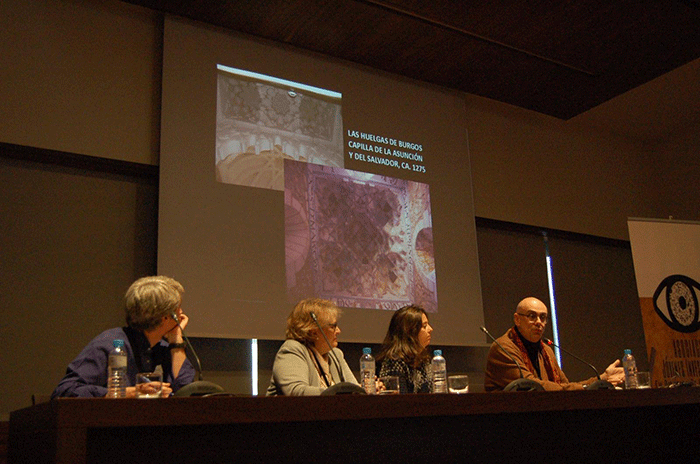 LAS HUELGAS DE BURGOS
CAPILLA DE LA ASUNCIÓN
Y DEL SALVADOR, CA. 1275